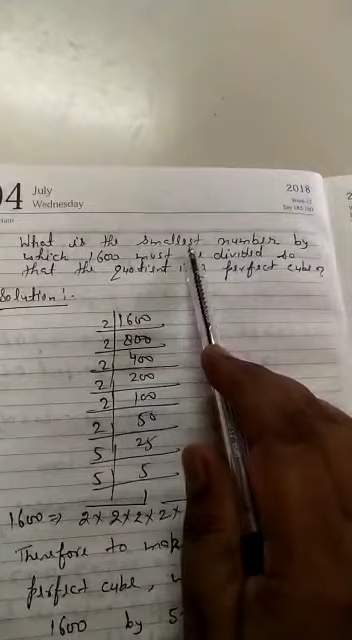 04 July
Wednesday
2018
What is the smallest number by
which 1600 must be divided so
that the quotient is a perfect cube?
Solution:-
2 | 1600
2 | 800
2 | 400
2 | 200
2 | 100
2 | 50
5 | 25
5 | 5
1
1600 => 2 x 2 x 2 x 2 x
Therefore to mak
perfect cube,
1600 by 5